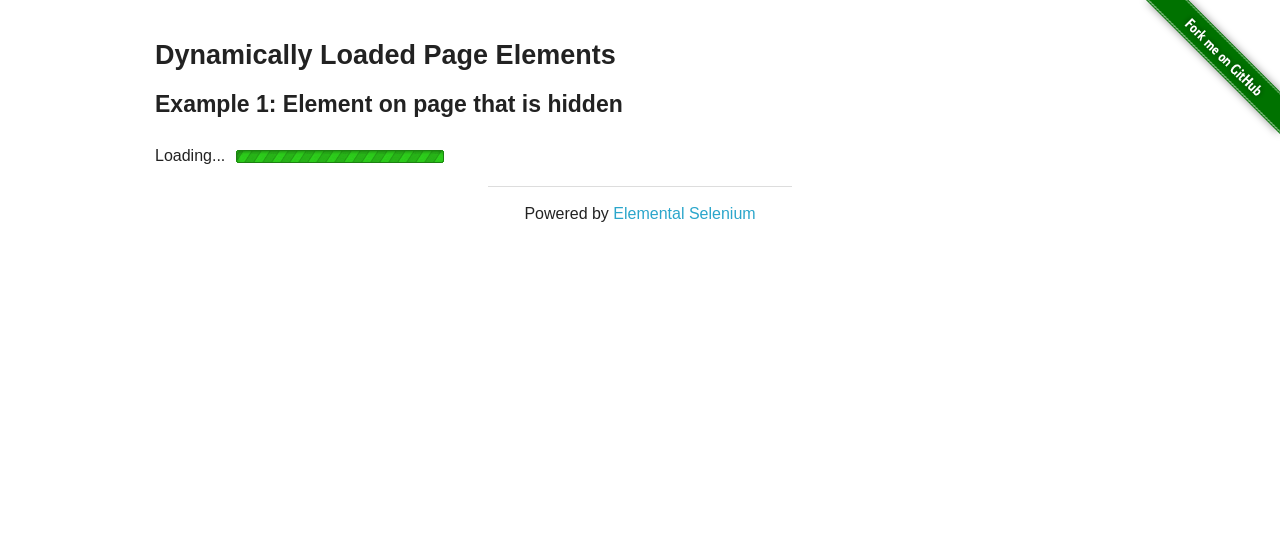 Fork me on GitHub
Dynamically Loaded Page Elements
Example 1: Element on page that is hidden
Loading...
Powered by Elemental Selenium